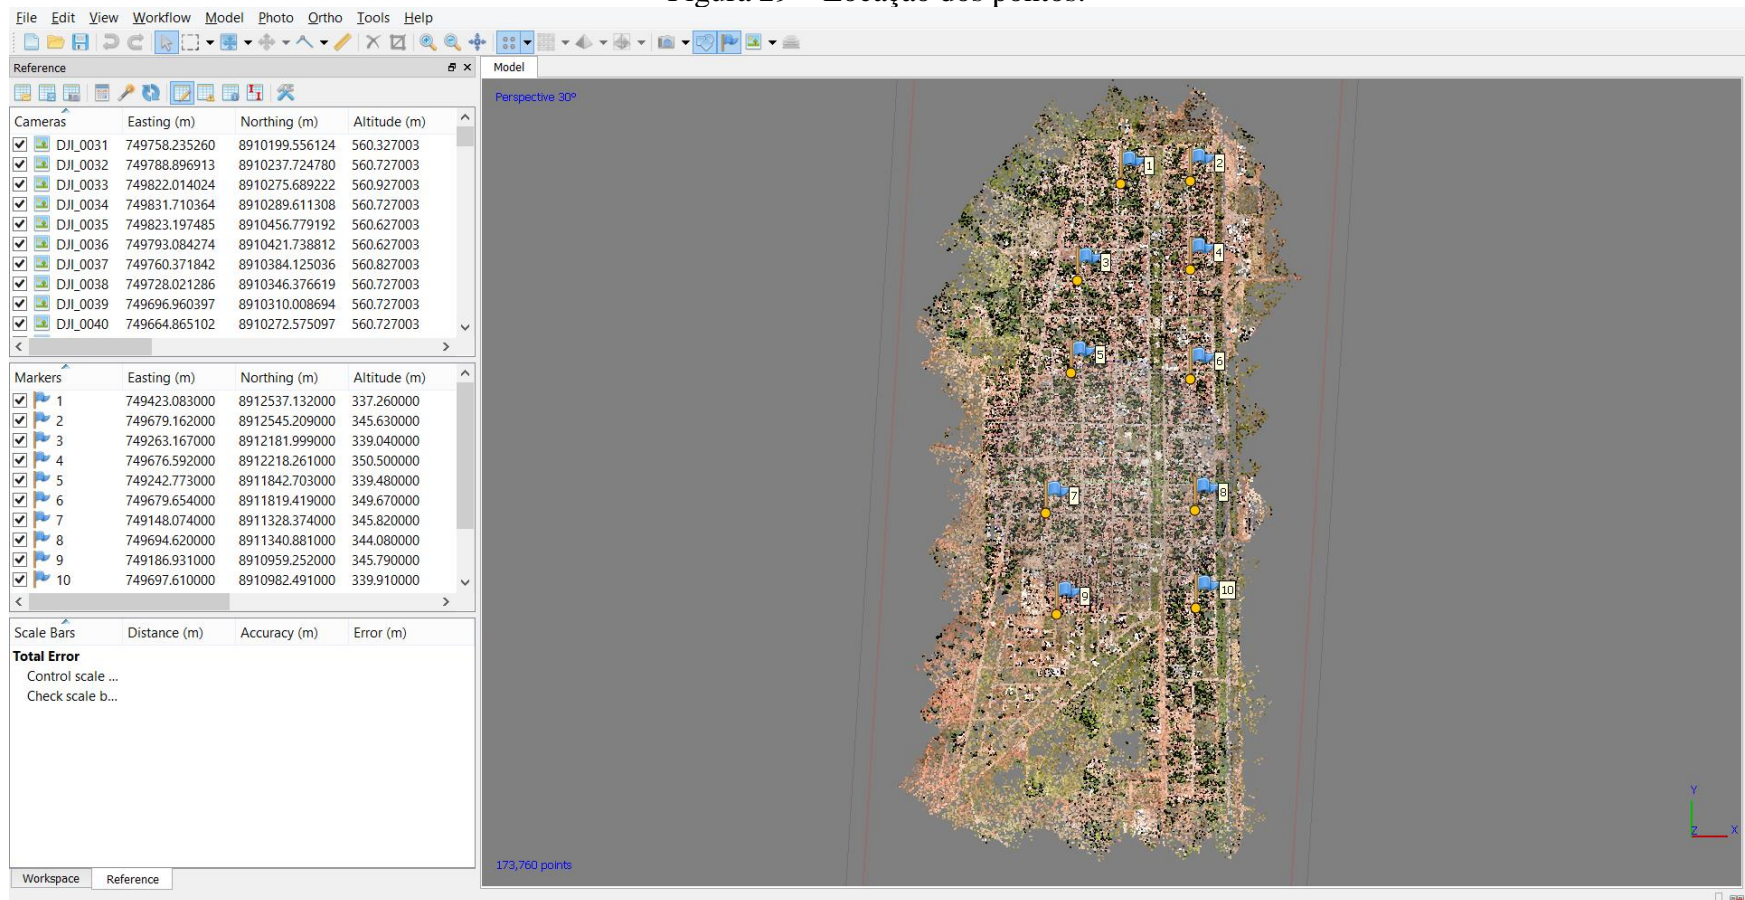 Figura 29 – Locação dos pontos.
File Edit View Workflow Model Photo Ortho Tools Help
Reference
Model
Cameras Easting (m) Northing (m) Altitude (m)
DJI_0031 749758.235260 8910199.556124 560.327003
DJI_0032 749788.896913 8910237.724780 560.727003
DJI_0033 749822.014024 8910275.689222 560.927003
DJI_0034 749831.710364 8910289.611308 560.727003
DJI_0035 749823.197485 8910456.779192 560.627003
DJI_0036 749793.084274 8910421.738812 560.627003
DJI_0037 749760.371842 8910384.125036 560.827003
DJI_0038 749728.021286 8910346.376619 560.727003
DJI_0039 749696.960397 8910310.008694 560.727003
DJI_0040 749664.865102 8910272.575097 560.727003
Markers Easting (m) Northing (m) Altitude (m)
1 749423.083000 8912537.132000 337.260000
2 749679.162000 8912545.209000 345.630000
3 749263.167000 8912181.999000 339.040000
4 749676.592000 8912218.261000 350.500000
5 749242.773000 8911842.703000 339.480000
6 749679.654000 8911819.419000 349.670000
7 749148.074000 8911328.374000 345.820000
8 749694.620000 8911340.881000 344.080000
9 749186.931000 8910959.252000 345.790000
10 749697.610000 8910982.491000 339.910000
Scale Bars Distance (m) Accuracy (m) Error (m)
Total Error
Control scale ...
Check scale b...
Workspace Reference
Perspective 30°
1 2
3 4
5 6
7 8
9 10
Y
Z X
173,760 points